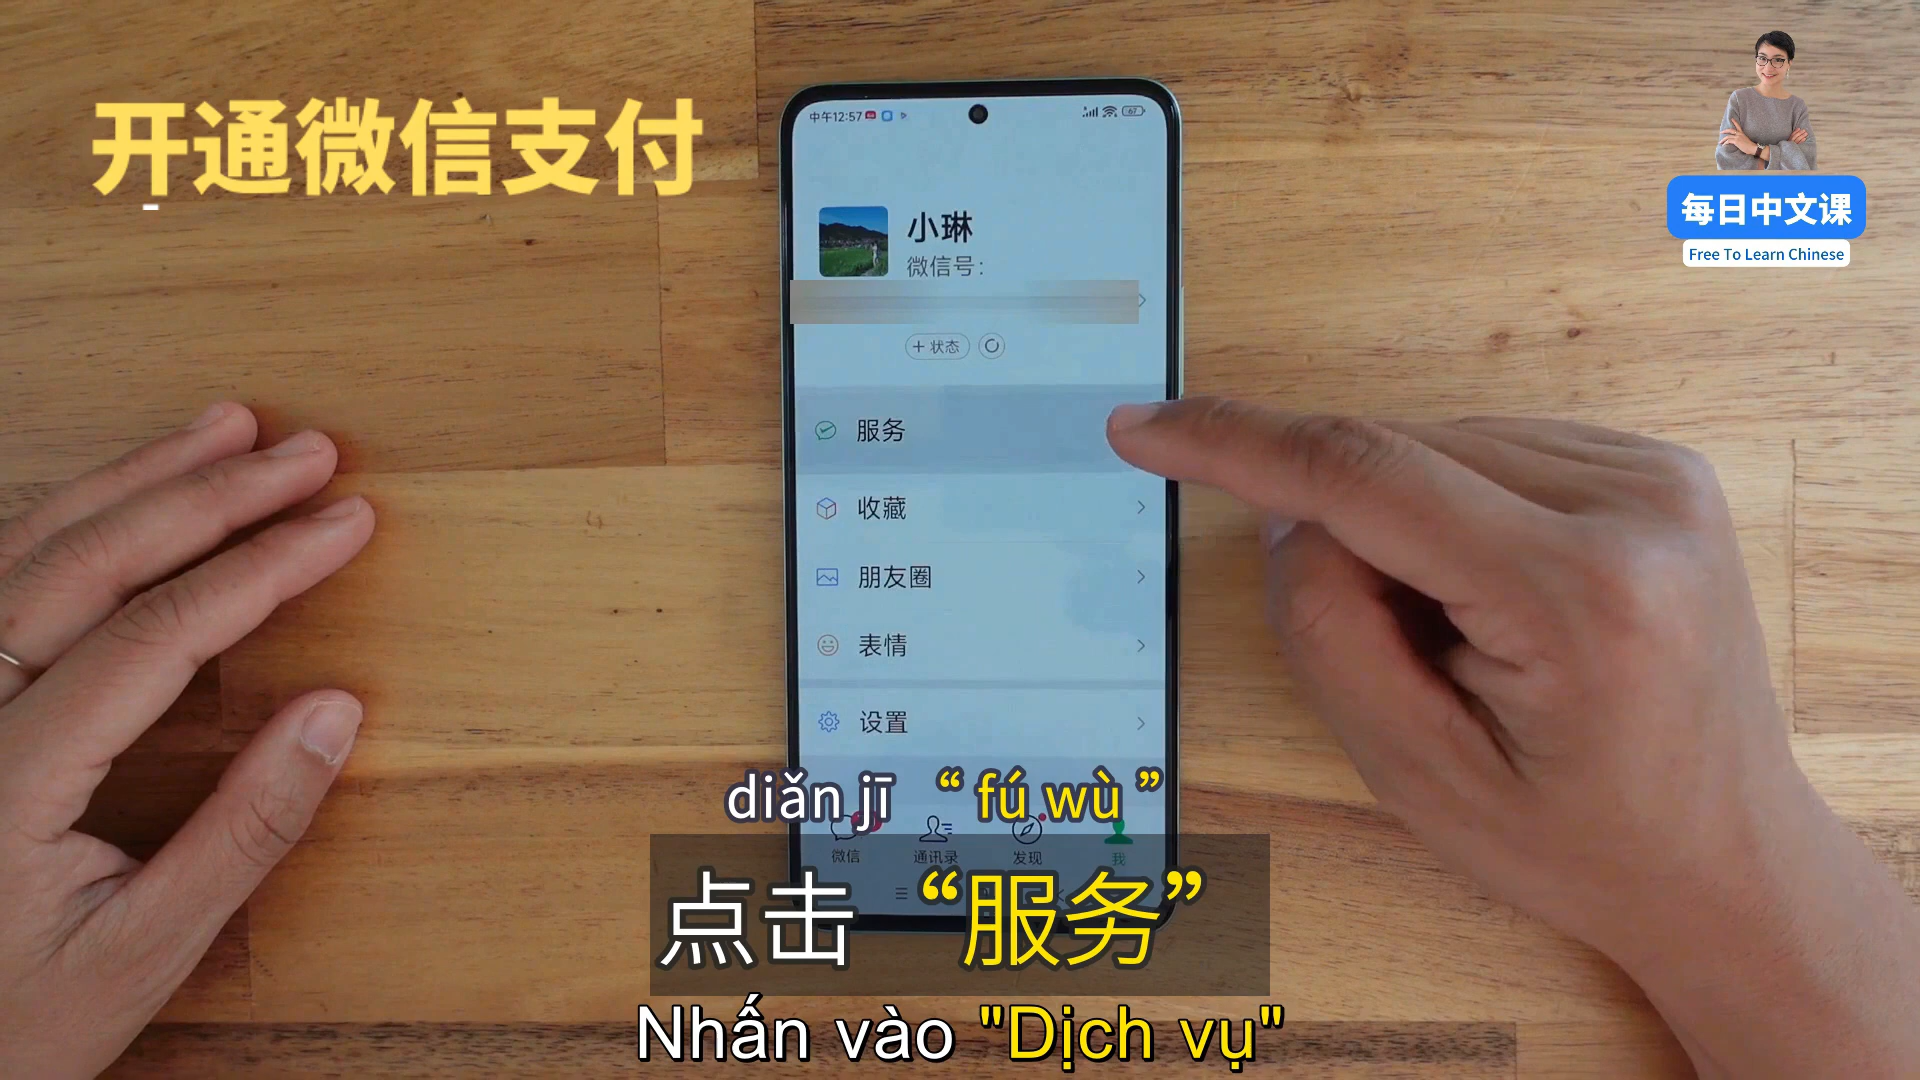 开通微信支付
每日中文课
Free To Learn Chinese
中午12:57
67
小琳
微信号：
+ 状态
服务
收藏
朋友圈
表情
设置
微信
通讯录
发现
我
diǎn jī “ fú wù ”
点击 “服务”
Nhấn vào "Dịch vụ"